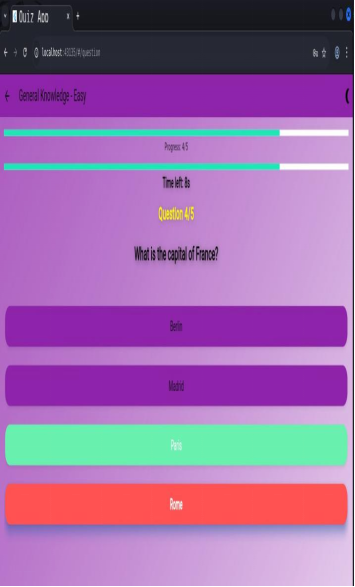 Quiz App
localhost:43235/#/question
General Knowledge - Easy
Progress: 4/5
Time left: 8s
Question 4/5
What is the capital of France?
Berlin
Madrid
Paris
Rome